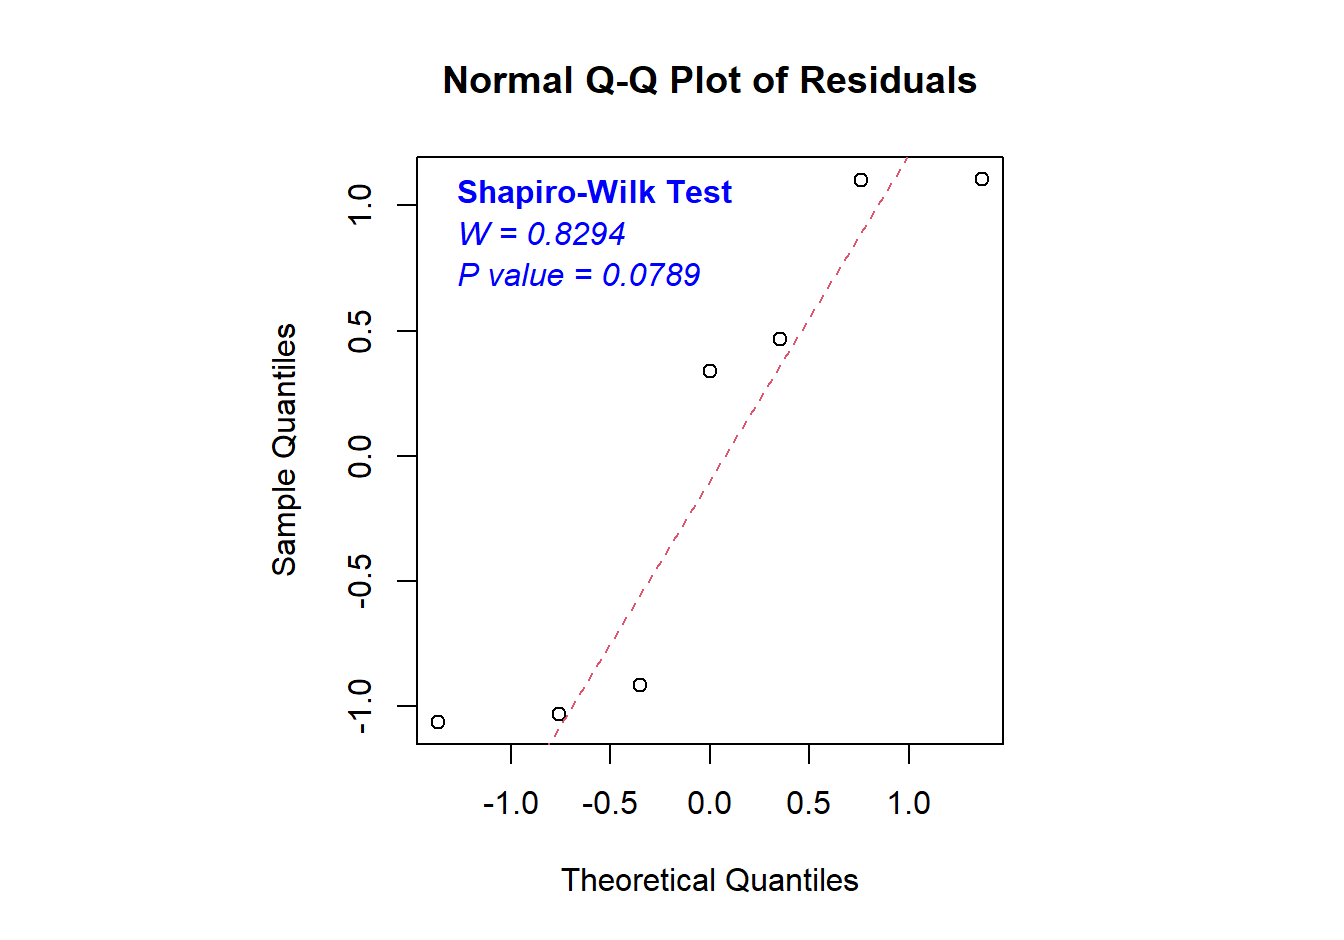 Normal Q-Q Plot of Residuals
Shapiro-Wilk Test
W = 0.8294
P value = 0.0789
Sample Quantiles
1.0
0.5
0.0
-0.5
-1.0
-1.0 -0.5 0.0 0.5 1.0
Theoretical Quantiles